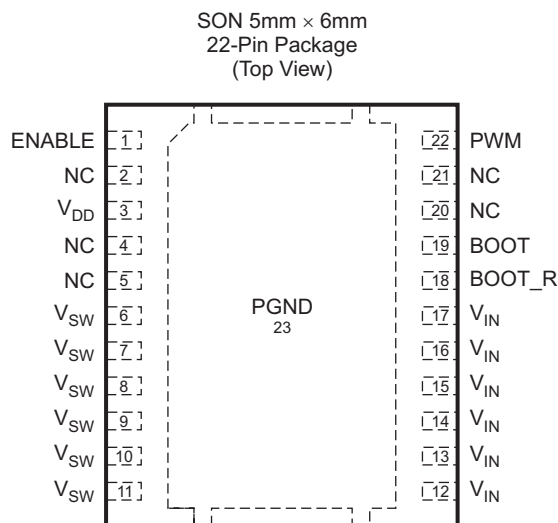 SON 5mm × 6mm
22-Pin Package
(Top View)
ENABLE 1 22 PWM
NC 2 21 NC
VDD 3 20 NC
NC 4 19 BOOT
NC 5 18 BOOT_R
VSW 6 17 VIN
VSW 7 16 VIN
VSW 8 15 VIN
VSW 9 14 VIN
VSW 10 13 VIN
VSW 11 12 VIN
PGND
23